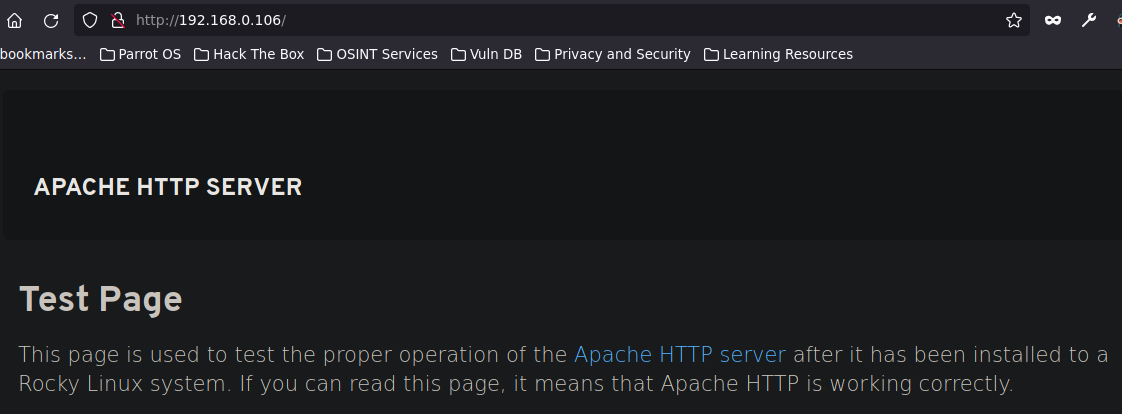 http://192.168.0.106/
bookmarks... Parrot OS Hack The Box OSINT Services Vuln DB Privacy and Security Learning Resources
APACHE HTTP SERVER
Test Page
This page is used to test the proper operation of the Apache HTTP server after it has been installed to a
Rocky Linux system. If you can read this page, it means that Apache HTTP is working correctly.